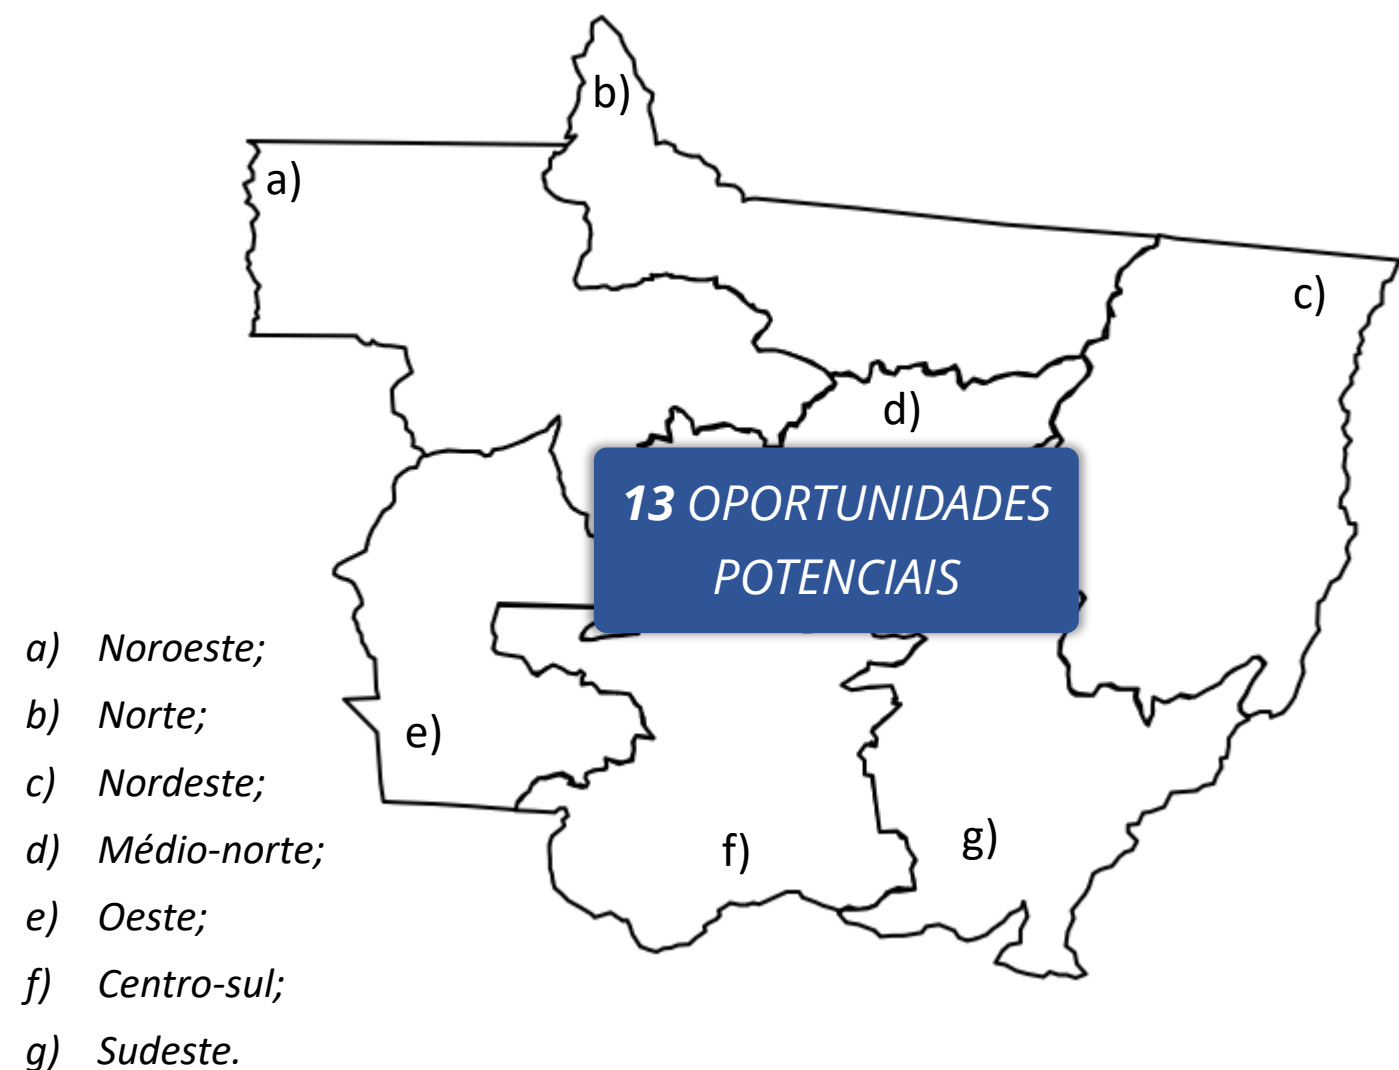 b)
a)
c)
d)
13 OPORTUNIDADES
POTENCIAIS
e)
f)
g)
a) Noroeste;
b) Norte;
c) Nordeste;
d) Médio-norte;
e) Oeste;
f) Centro-sul;
g) Sudeste.